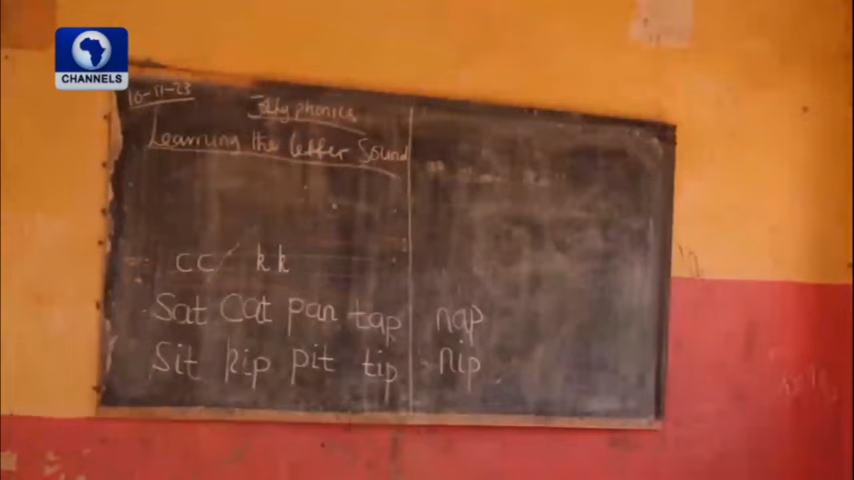 CHANNELS
16-11-23
Jolly phonics
Learning the letter Sound
cc kk
Sat Cat pan tap nap
Sit kip pit tip nip